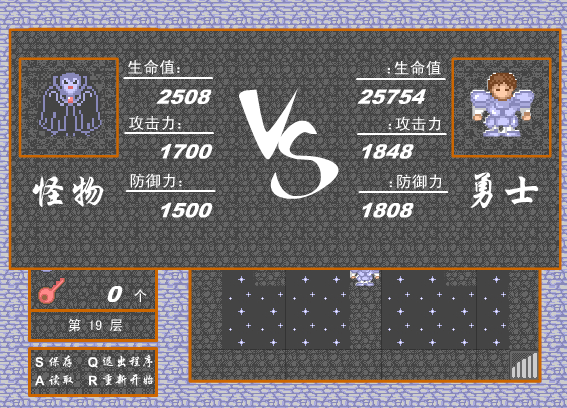 生命值: :生命值
2508 25754
攻击力: VS :攻击力
1700 1848
怪物 防御力: :防御力 勇士
1500 1808
0 个
第 19 层
S 保存 Q 退出程序
A 读取 R 重新开始